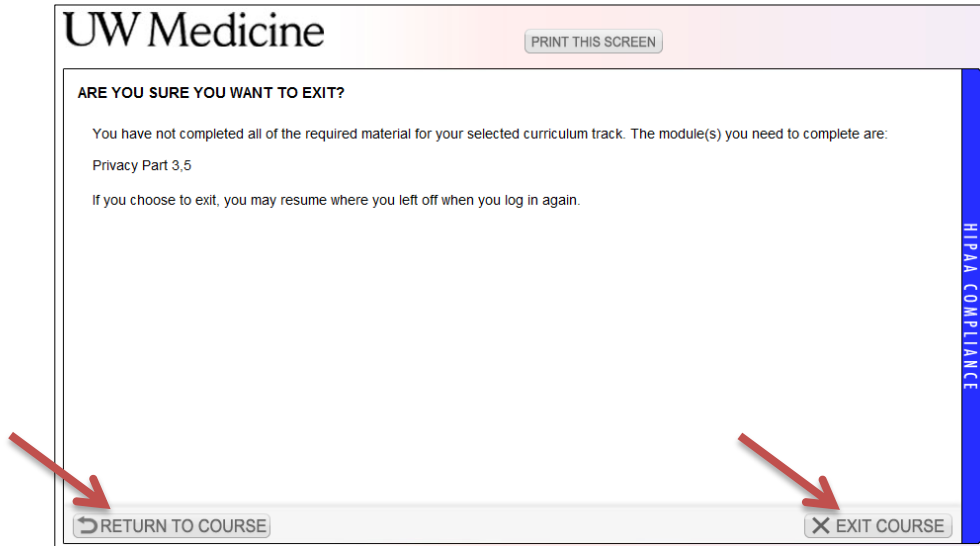 UW Medicine
PRINT THIS SCREEN
ARE YOU SURE YOU WANT TO EXIT?
You have not completed all of the required material for your selected curriculum track. The module(s) you need to complete are:
Privacy Part 3,5
If you choose to exit, you may resume where you left off when you log in again.
HIPAA COMPLIANCE
RETURN TO COURSE
EXIT COURSE